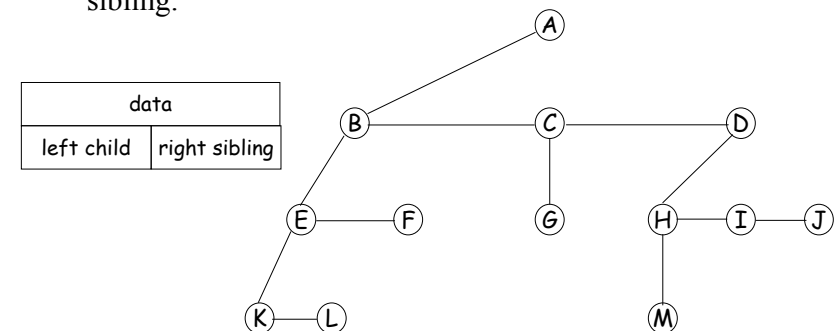 sibling.
A
data
left child right sibling
B C D
E F G H I J
K L M